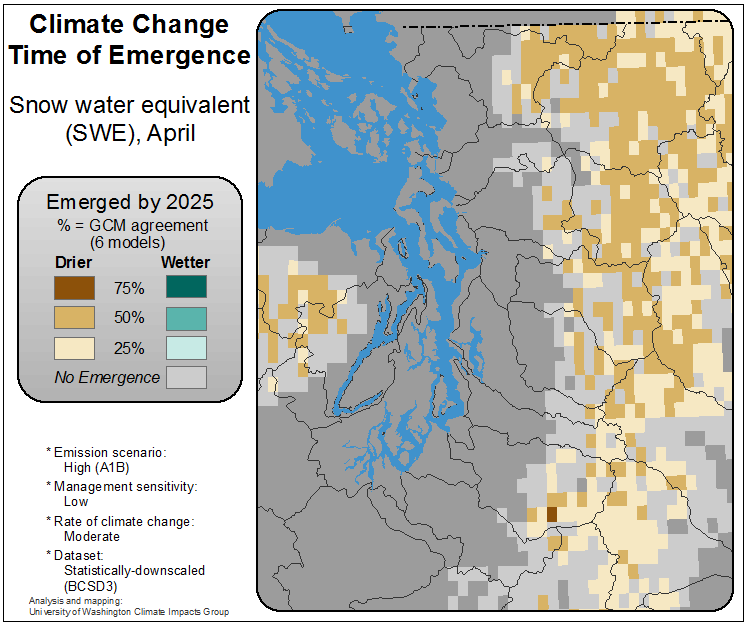 Climate Change
Time of Emergence
Snow water equivalent
(SWE), April
Emerged by 2025
% = GCM agreement
(6 models)
Drier Wetter
75%
50%
25%
No Emergence
* Emission scenario:
High (A1B)
* Management sensitivity:
Low
* Rate of climate change:
Moderate
* Dataset:
Statistically-downscaled
(BCSD3)
Analysis and mapping:
University of Washington Climate Impacts Group